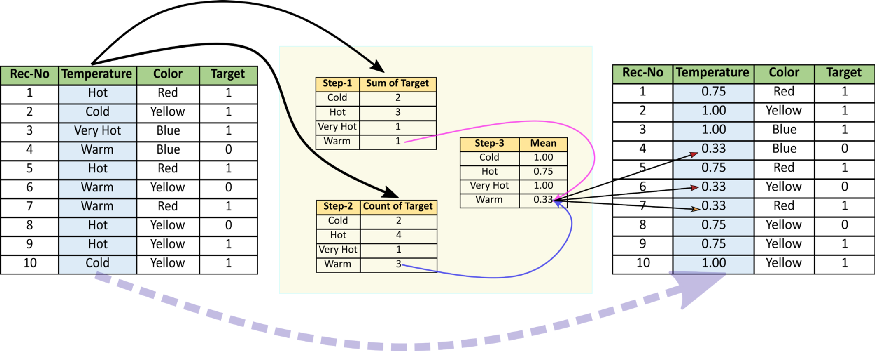 Rec-No Temperature Color Target
1 Hot Red 1
2 Cold Yellow 1
3 Very Hot Blue 1
4 Warm Blue 0
5 Hot Red 1
6 Warm Yellow 0
7 Warm Red 1
8 Hot Yellow 0
9 Hot Yellow 1
10 Cold Yellow 1
Step-1 Sum of Target
Cold 2
Hot 3
Very Hot 1
Warm 1
Step-2 Count of Target
Cold 2
Hot 4
Very Hot 1
Warm 3
Step-3 Mean
Cold 1.00
Hot 0.75
Very Hot 1.00
Warm 0.33
Rec-No Temperature Color Target
1 0.75 Red 1
2 1.00 Yellow 1
3 1.00 Blue 1
4 0.33 Blue 0
5 0.75 Red 1
6 0.33 Yellow 0
7 0.33 Red 1
8 0.75 Yellow 0
9 0.75 Yellow 1
10 1.00 Yellow 1